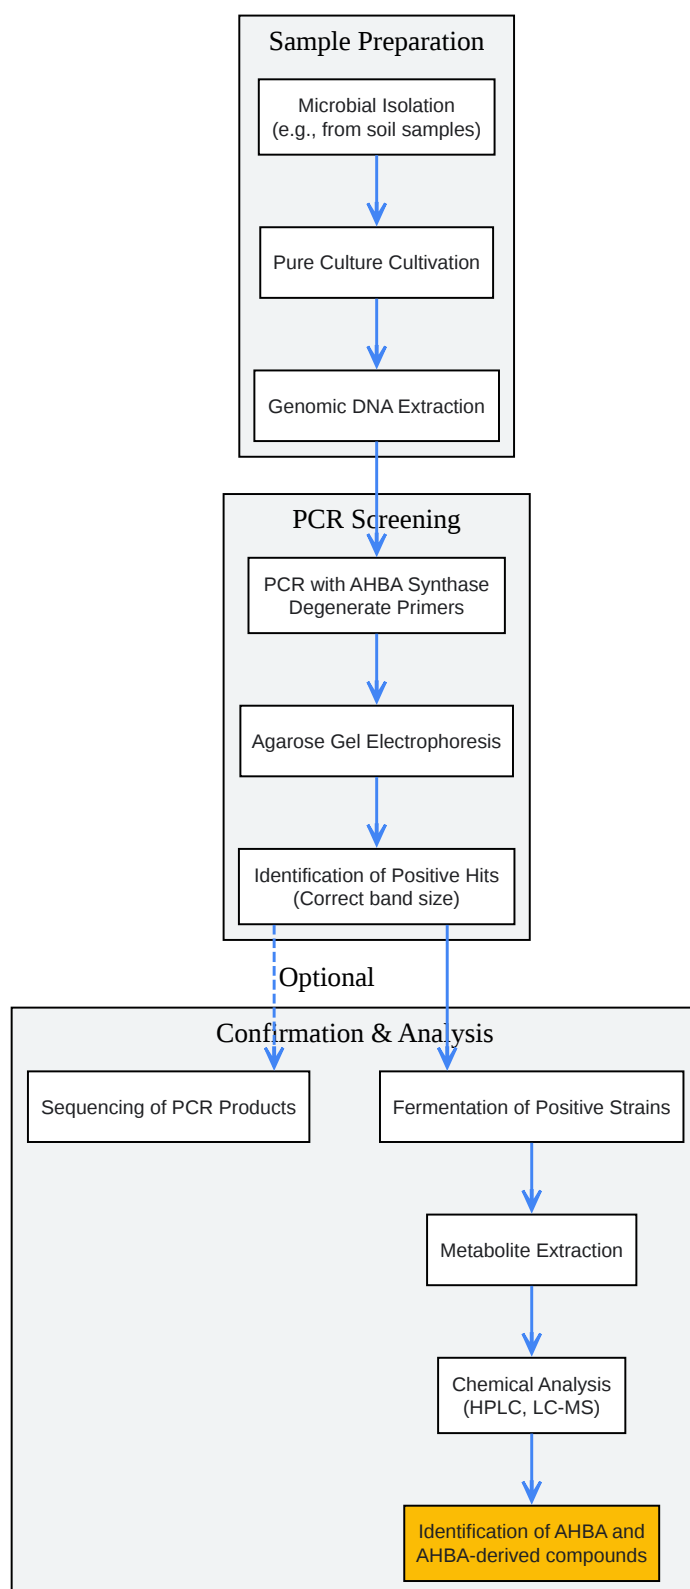 Sample Preparation
Microbial Isolation
(e.g., from soil samples)
Pure Culture Cultivation
Genomic DNA Extraction
PCR Screening
PCR with AHBA Synthase
Degenerate Primers
Agarose Gel Electrophoresis
Identification of Positive Hits
(Correct band size)
Optional
Confirmation & Analysis
Sequencing of PCR Products
Fermentation of Positive Strains
Metabolite Extraction
Chemical Analysis
(HPLC, LC-MS)
Identification of AHBA and
AHBA-derived compounds